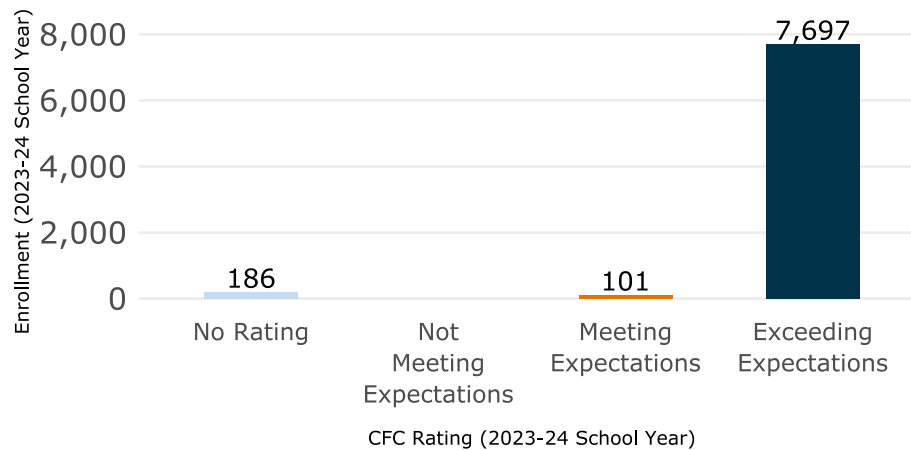 Enrollment (2023-24 School Year)
8,000
6,000
4,000
2,000
0
186
101
7,697
No Rating
Not
Meeting
Expectations
Meeting
Expectations
Exceeding
Expectations
CFC Rating (2023-24 School Year)